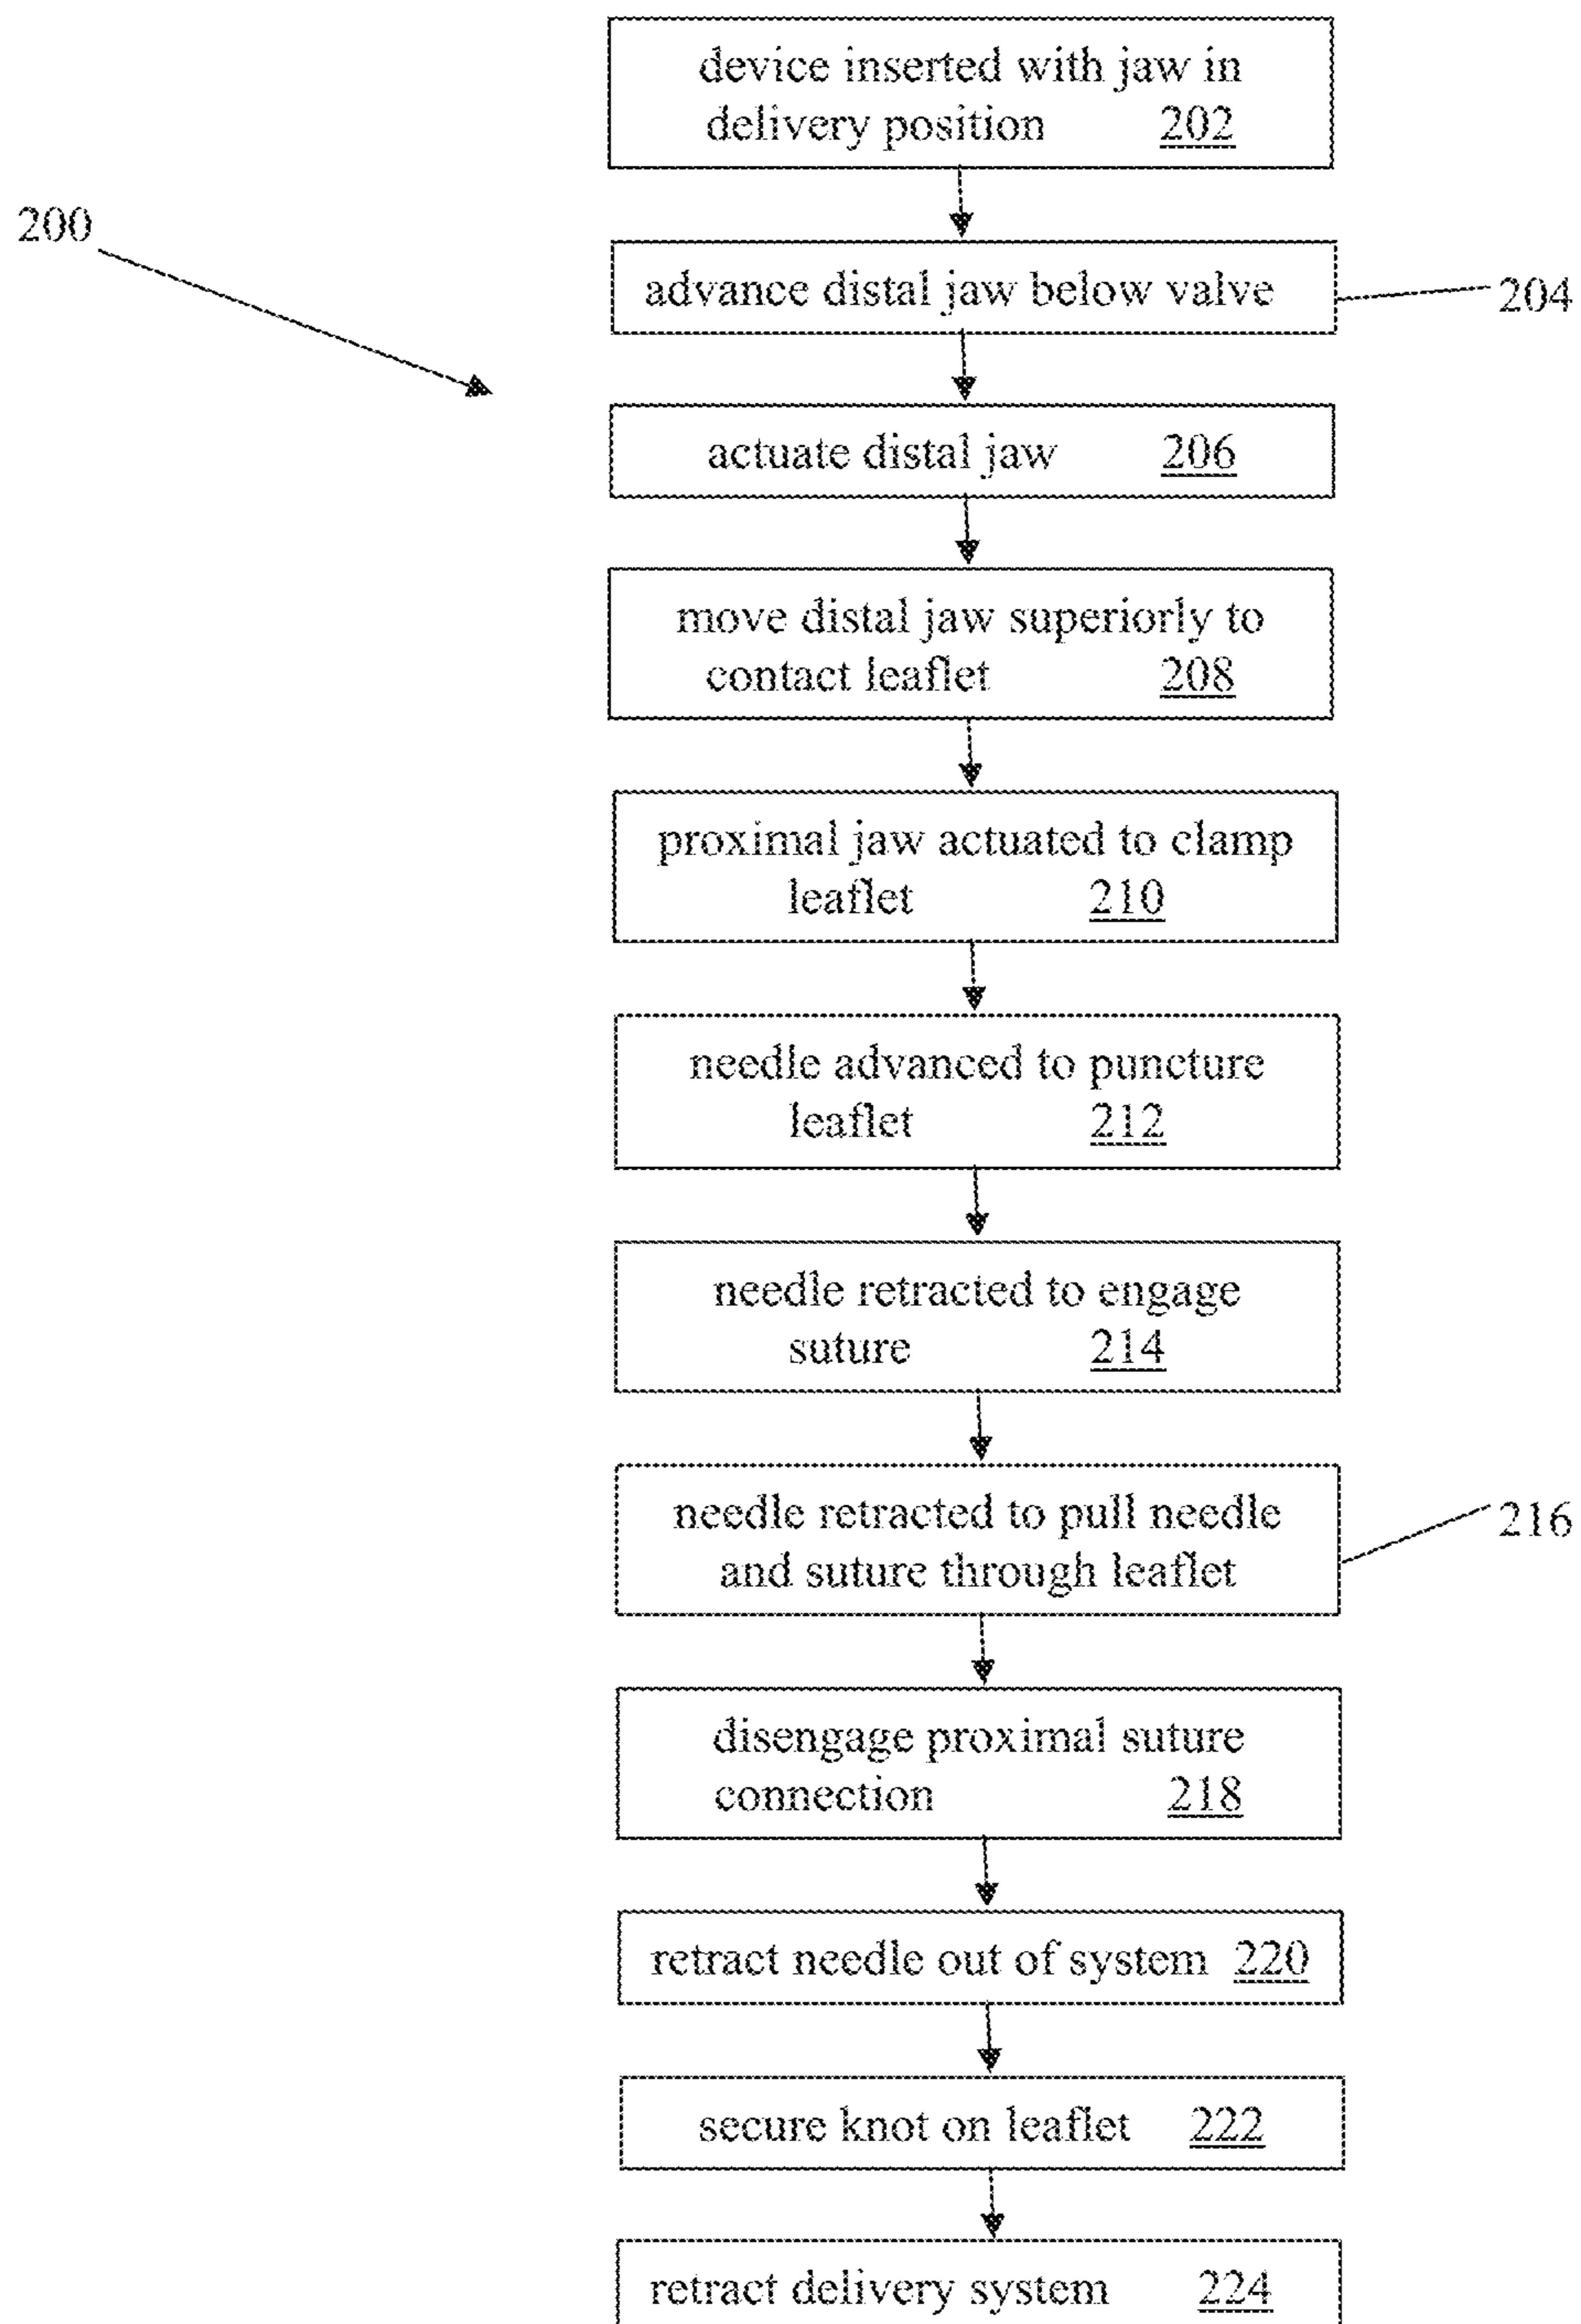 device inserted with jaw in
delivery position 202
200
advance distal jaw below valve
204
actuate distal jaw 206
move distal jaw superiorly to
contact leaflet 208
proximal jaw actuated to clamp
leaflet 210
needle advanced to puncture
leaflet 212
needle retracted to engage
suture 214
needle retracted to pull needle
and suture through leaflet
216
disengage proximal suture
connection 218
retract needle out of system 220
secure knot on leaflet 222
retract delivery system 224